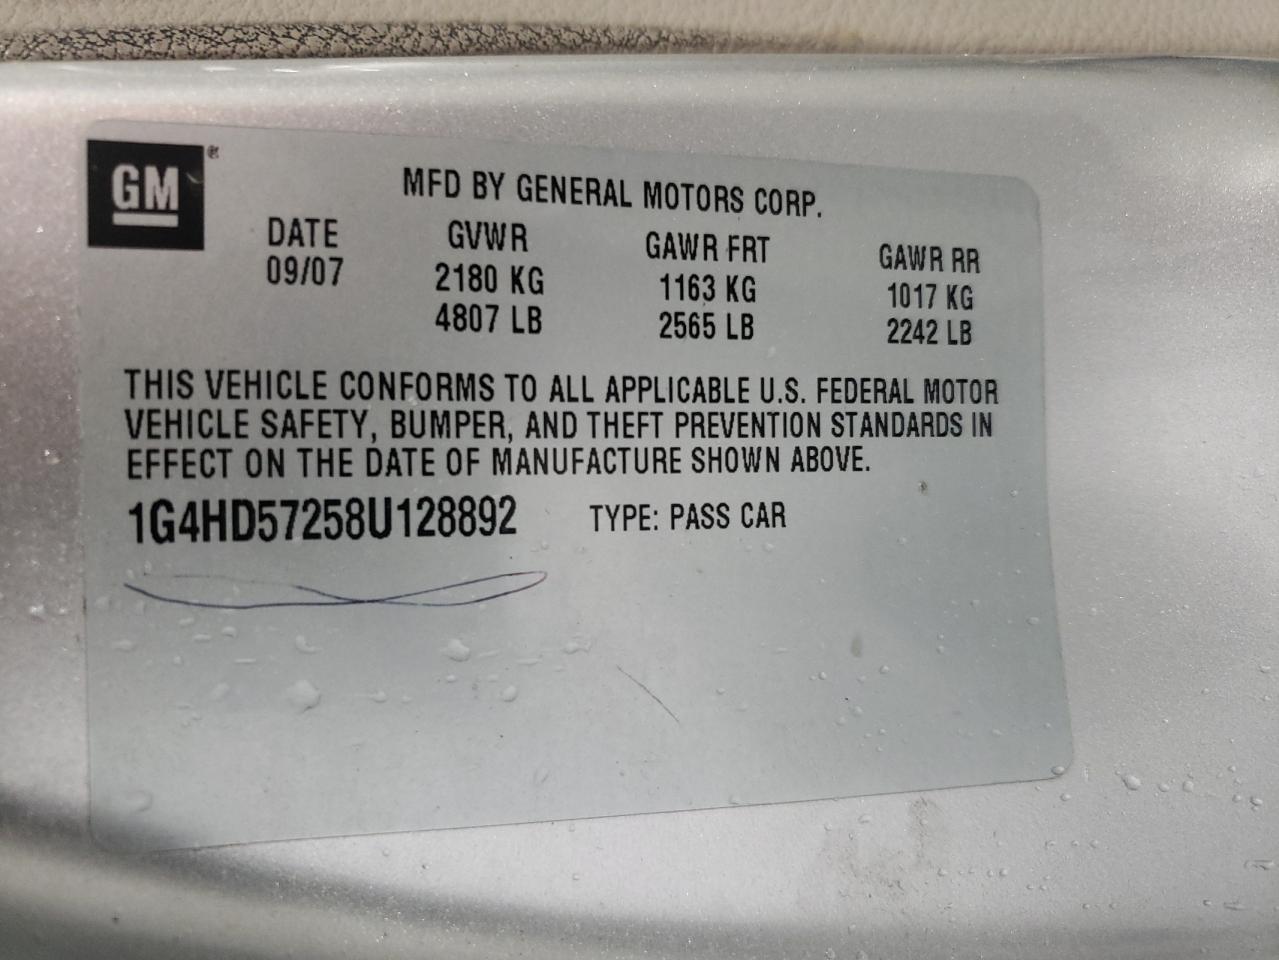 GM®
MFD BY GENERAL MOTORS CORP.
DATE GVWR GAWR FRT GAWR RR
09/07 2180 KG 1163 KG 1017 KG
4807 LB 2565 LB 2242 LB
THIS VEHICLE CONFORMS TO ALL APPLICABLE U.S. FEDERAL MOTOR
VEHICLE SAFETY, BUMPER, AND THEFT PREVENTION STANDARDS IN
EFFECT ON THE DATE OF MANUFACTURE SHOWN ABOVE.
1G4HD57258U128892 TYPE: PASS CAR